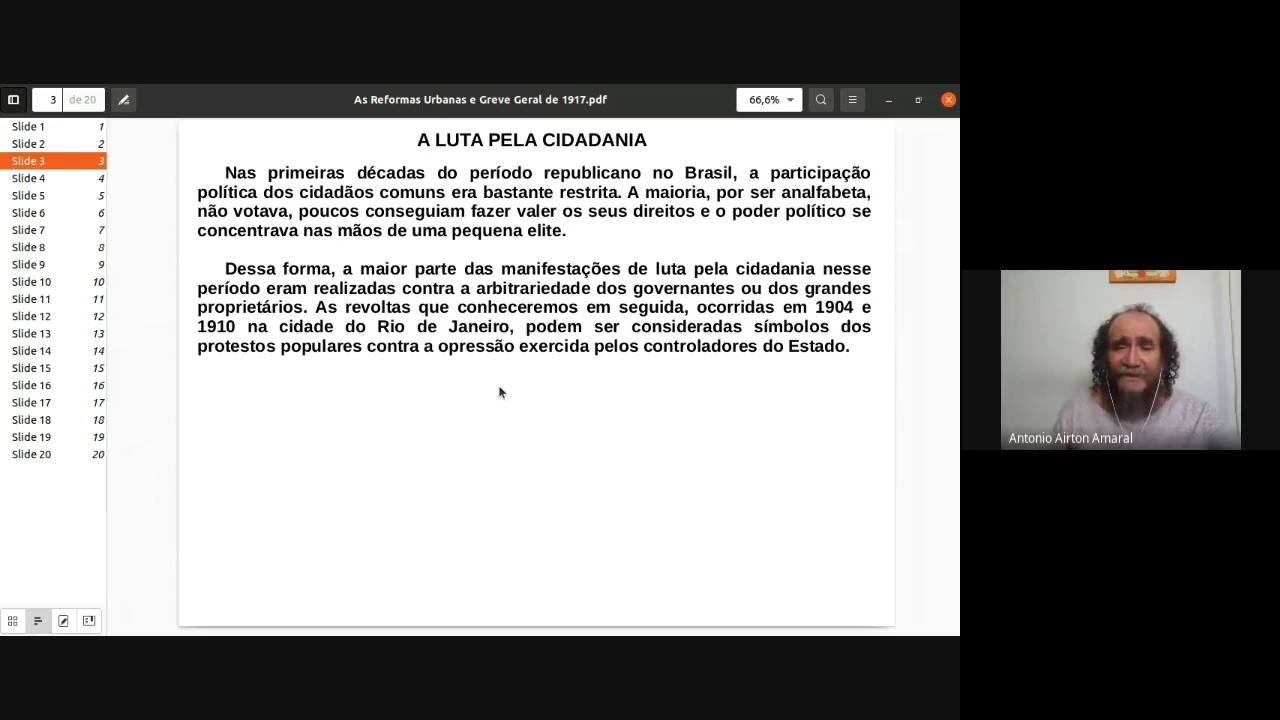 3 de 20
As Reformas Urbanas e Greve Geral de 1917.pdf
66,6%
Slide 1 1
Slide 2 2
Slide 3 3
Slide 4 4
Slide 5 5
Slide 6 6
Slide 7 7
Slide 8 8
Slide 9 9
Slide 10 10
Slide 11 11
Slide 12 12
Slide 13 13
Slide 14 14
Slide 15 15
Slide 16 16
Slide 17 17
Slide 18 18
Slide 19 19
Slide 20 20
A LUTA PELA CIDADANIA
Nas primeiras décadas do período republicano no Brasil, a participação
política dos cidadãos comuns era bastante restrita. A maioria, por ser analfabeta,
não votava, poucos conseguiam fazer valer os seus direitos e o poder político se
concentrava nas mãos de uma pequena elite.
Dessa forma, a maior parte das manifestações de luta pela cidadania nesse
período eram realizadas contra a arbitrariedade dos governantes ou dos grandes
proprietários. As revoltas que conheceremos em seguida, ocorridas em 1904 e
1910 na cidade do Rio de Janeiro, podem ser consideradas símbolos dos
protestos populares contra a opressão exercida pelos controladores do Estado.
Antonio Airton Amaral